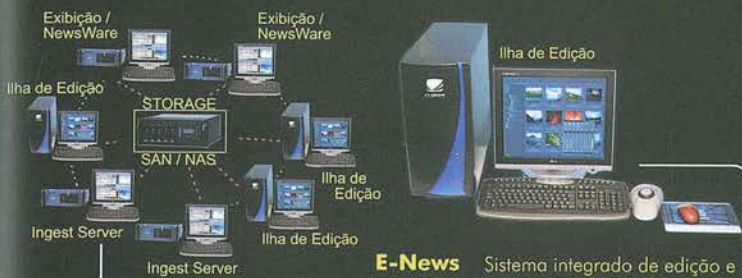 Exibição /
NewsWare
Exibição /
NewsWare
Ilha de Edição
STORAGE
SAN / NAS
Ilha de
Edição
Ingest Server
Ingest Server
Ilha de Edição
Ilha de Edição
E-News Sistema integrado de edição e